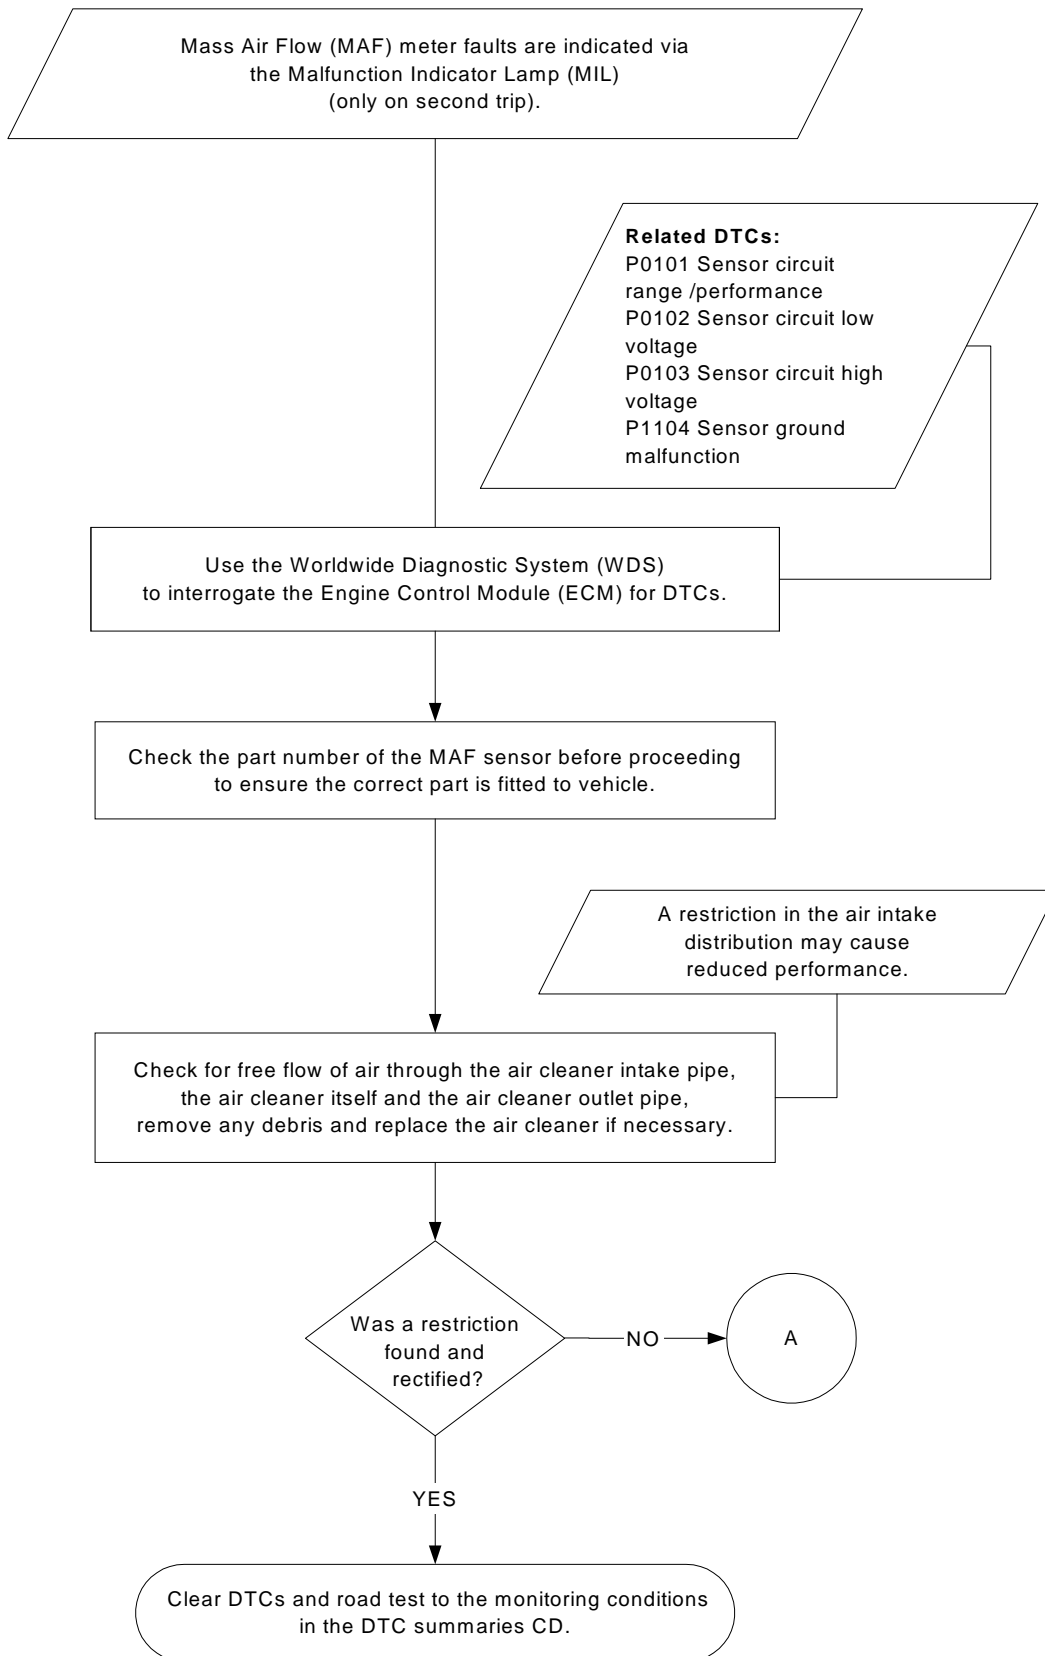 Mass Air Flow (MAF) meter faults are indicated via
the Malfunction Indicator Lamp (MIL)
(only on second trip).
Related DTCs:
P0101 Sensor circuit
range /performance
P0102 Sensor circuit low
voltage
P0103 Sensor circuit high
voltage
P1104 Sensor ground
malfunction
Use the Worldwide Diagnostic System (WDS)
to interrogate the Engine Control Module (ECM) for DTCs.
Check the part number of the MAF sensor before proceeding
to ensure the correct part is fitted to vehicle.
A restriction in the air intake
distribution may cause
reduced performance.
Check for free flow of air through the air cleaner intake pipe,
the air cleaner itself and the air cleaner outlet pipe,
remove any debris and replace the air cleaner if necessary.
Was a restriction
found and
rectified?
NO
A
YES
Clear DTCs and road test to the monitoring conditions
in the DTC summaries CD.